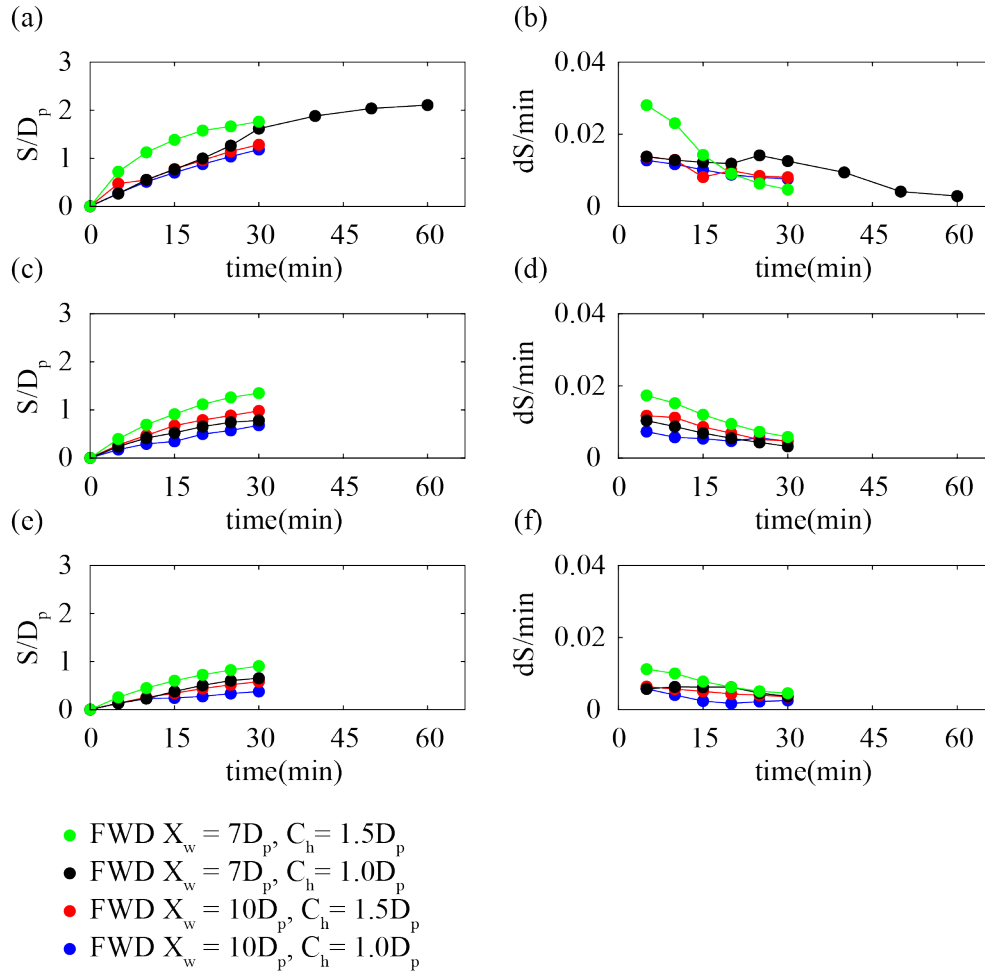 (a)
3
2
1
0
S/D_p
0 15 30 45 60
time(min)
(b)
0.04
0.02
0
dS/min
0 15 30 45 60
time(min)
(c)
3
2
1
0
S/D_p
0 15 30 45 60
time(min)
(d)
0.04
0.02
0
dS/min
0 15 30 45 60
time(min)
(e)
3
2
1
0
S/D_p
0 15 30 45 60
time(min)
(f)
0.04
0.02
0
dS/min
0 15 30 45 60
time(min)
FWD X_w = 7D_p, C_h= 1.5D_p
FWD X_w = 7D_p, C_h= 1.0D_p
FWD X_w = 10D_p, C_h= 1.5D_p
FWD X_w = 10D_p, C_h= 1.0D_p